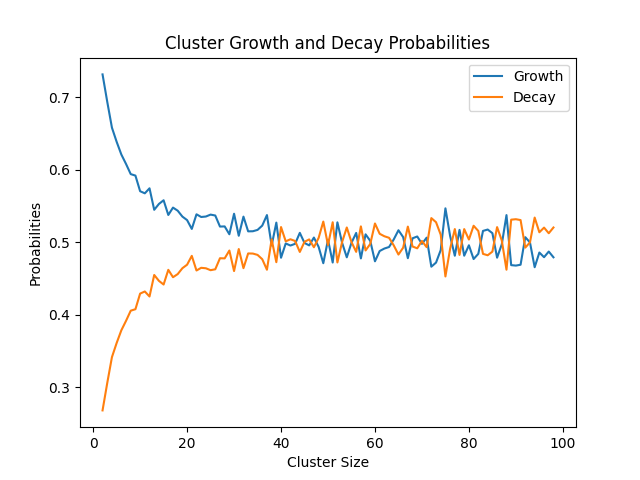 Cluster Growth and Decay Probabilities
Growth
Decay
Probabilities
0.7
0.6
0.5
0.4
0.3
0
20
40
60
80
100
Cluster Size